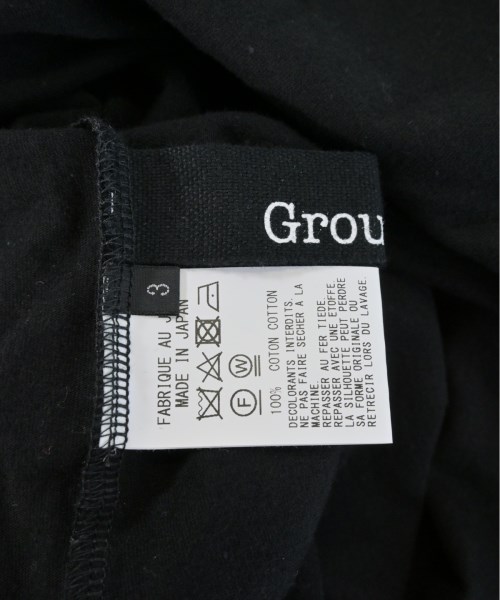 Grou
3
FABRIQUE AU J
MADE IN JAPAN
F W
100% COTON COTTON
DECOLORANTS INTERDITS.
NE PAS FAIRE SECHER A LA
MACHINE.
REPASSER AU FER TIEDE.
REPASSER AVEC UNE ETOFFE.
LA SILHOUETTE PEUT PERDRE
SA FORME ORIGINALE OU
RETRECIR LORS DU LAVAGE.